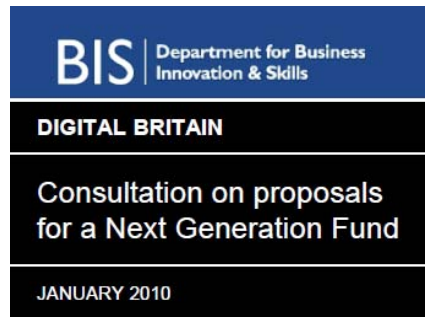 BIS Department for Business
Innovation & Skills
DIGITAL BRITAIN
Consultation on proposals
for a Next Generation Fund
JANUARY 2010